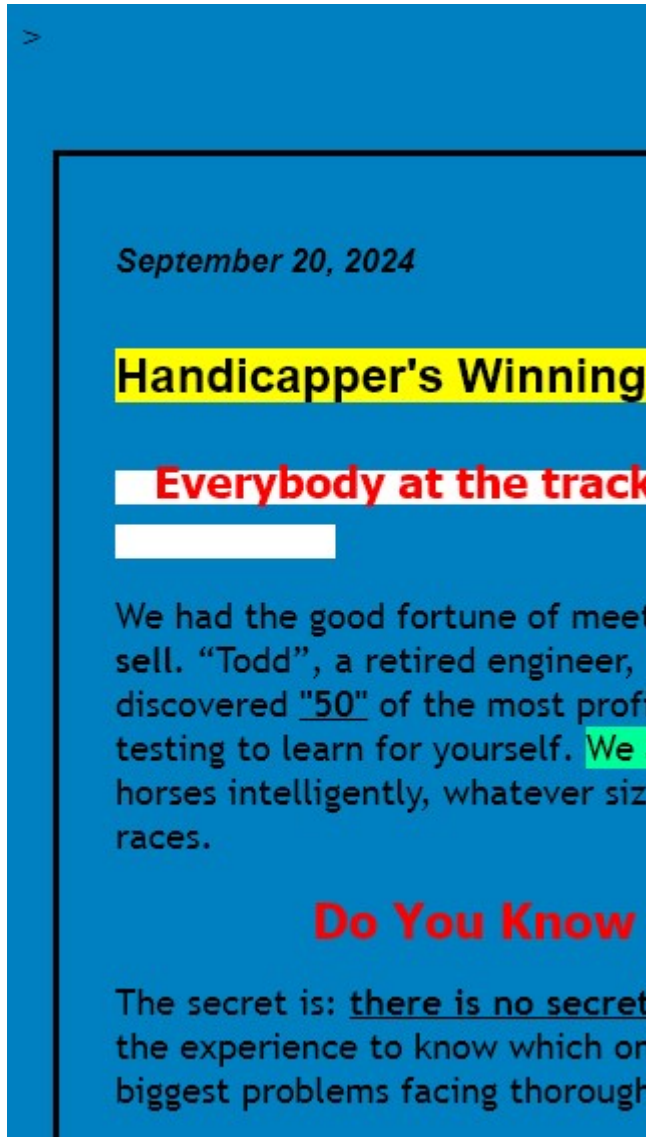 >
September 20, 2024
Handicapper's Winning
Everybody at the track
We had the good fortune of meet
sell. “Todd”, a retired engineer,
discovered "50" of the most prof
testing to learn for yourself. We
horses intelligently, whatever siz
races.
Do You Know
The secret is: there is no secret
the experience to know which or
biggest problems facing thorough